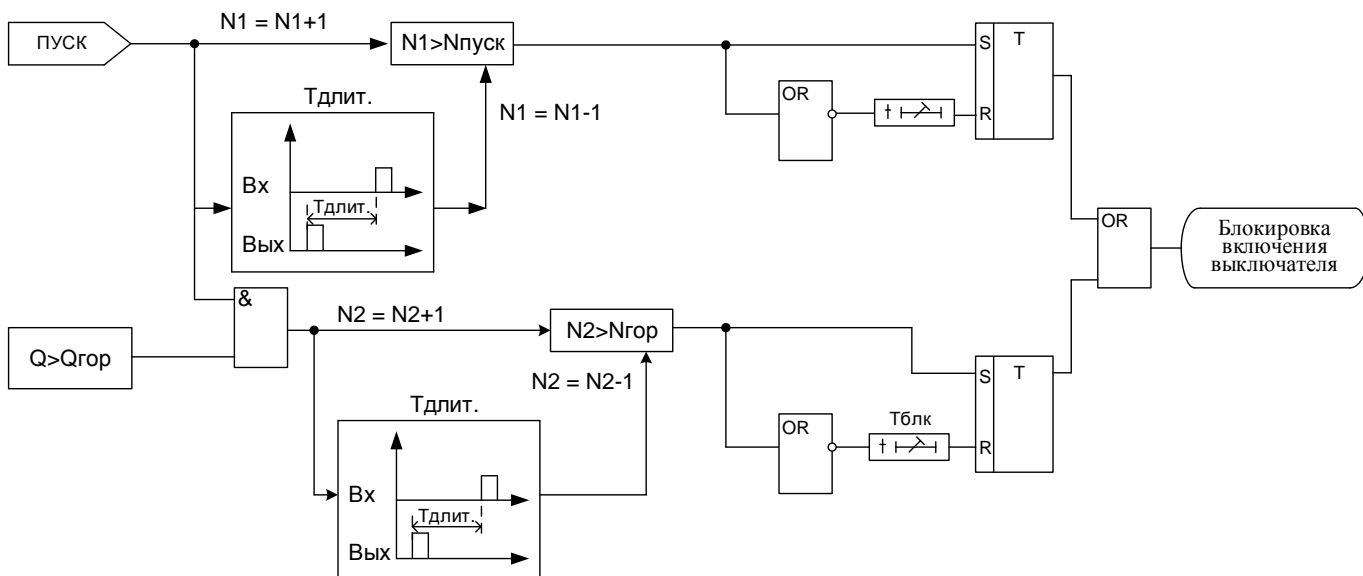 ПУСК
N1 = N1+1
N1>Nпуск
S
T
R
OR
t
N1 = N1-1
Тдлит.
Вх
Тдлит.
Вых
OR
Блокировка
включения
выключателя
&
Q>Qгор
N2 = N2+1
N2>Nгор
N2 = N2-1
S
T
R
OR
Тблк
t
Тдлит.
Вх
Тдлит.
Вых